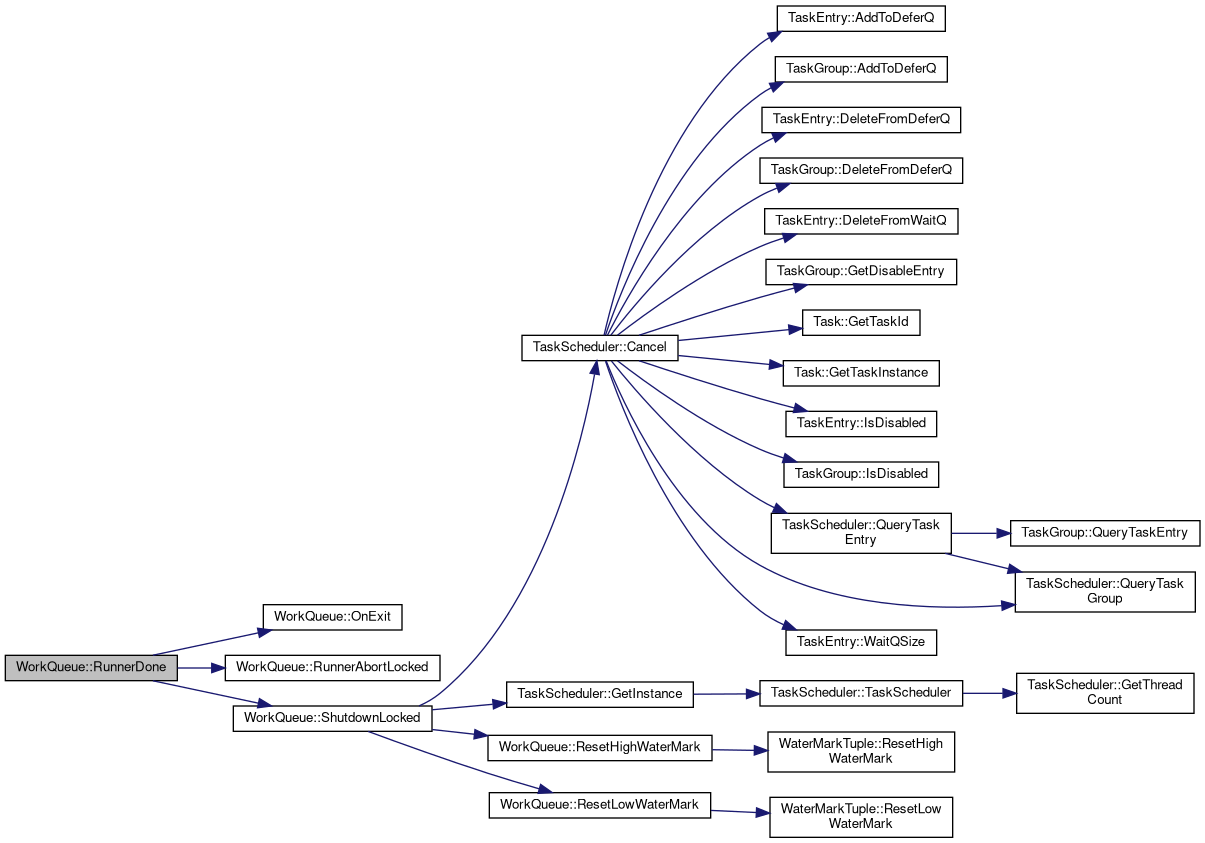 TaskEntry::AddToDeferQ
TaskGroup::AddToDeferQ
TaskEntry::DeleteFromDeferQ
TaskGroup::DeleteFromDeferQ
TaskEntry::DeleteFromWaitQ
TaskGroup::GetDisableEntry
Task::GetTaskId
TaskScheduler::Cancel
Task::GetTaskInstance
TaskEntry::IsDisabled
TaskGroup::IsDisabled
TaskScheduler::QueryTask
Entry
TaskGroup::QueryTaskEntry
TaskScheduler::QueryTask
Group
WorkQueue::OnExit
TaskEntry::WaitQSize
WorkQueue::RunnerDone
WorkQueue::RunnerAbortLocked
WorkQueue::ShutdownLocked
TaskScheduler::GetInstance
TaskScheduler::TaskScheduler
TaskScheduler::GetThread
Count
WorkQueue::ResetHighWaterMark
WaterMarkTuple::ResetHigh
WaterMark
WorkQueue::ResetLowWaterMark
WaterMarkTuple::ResetLow
WaterMark